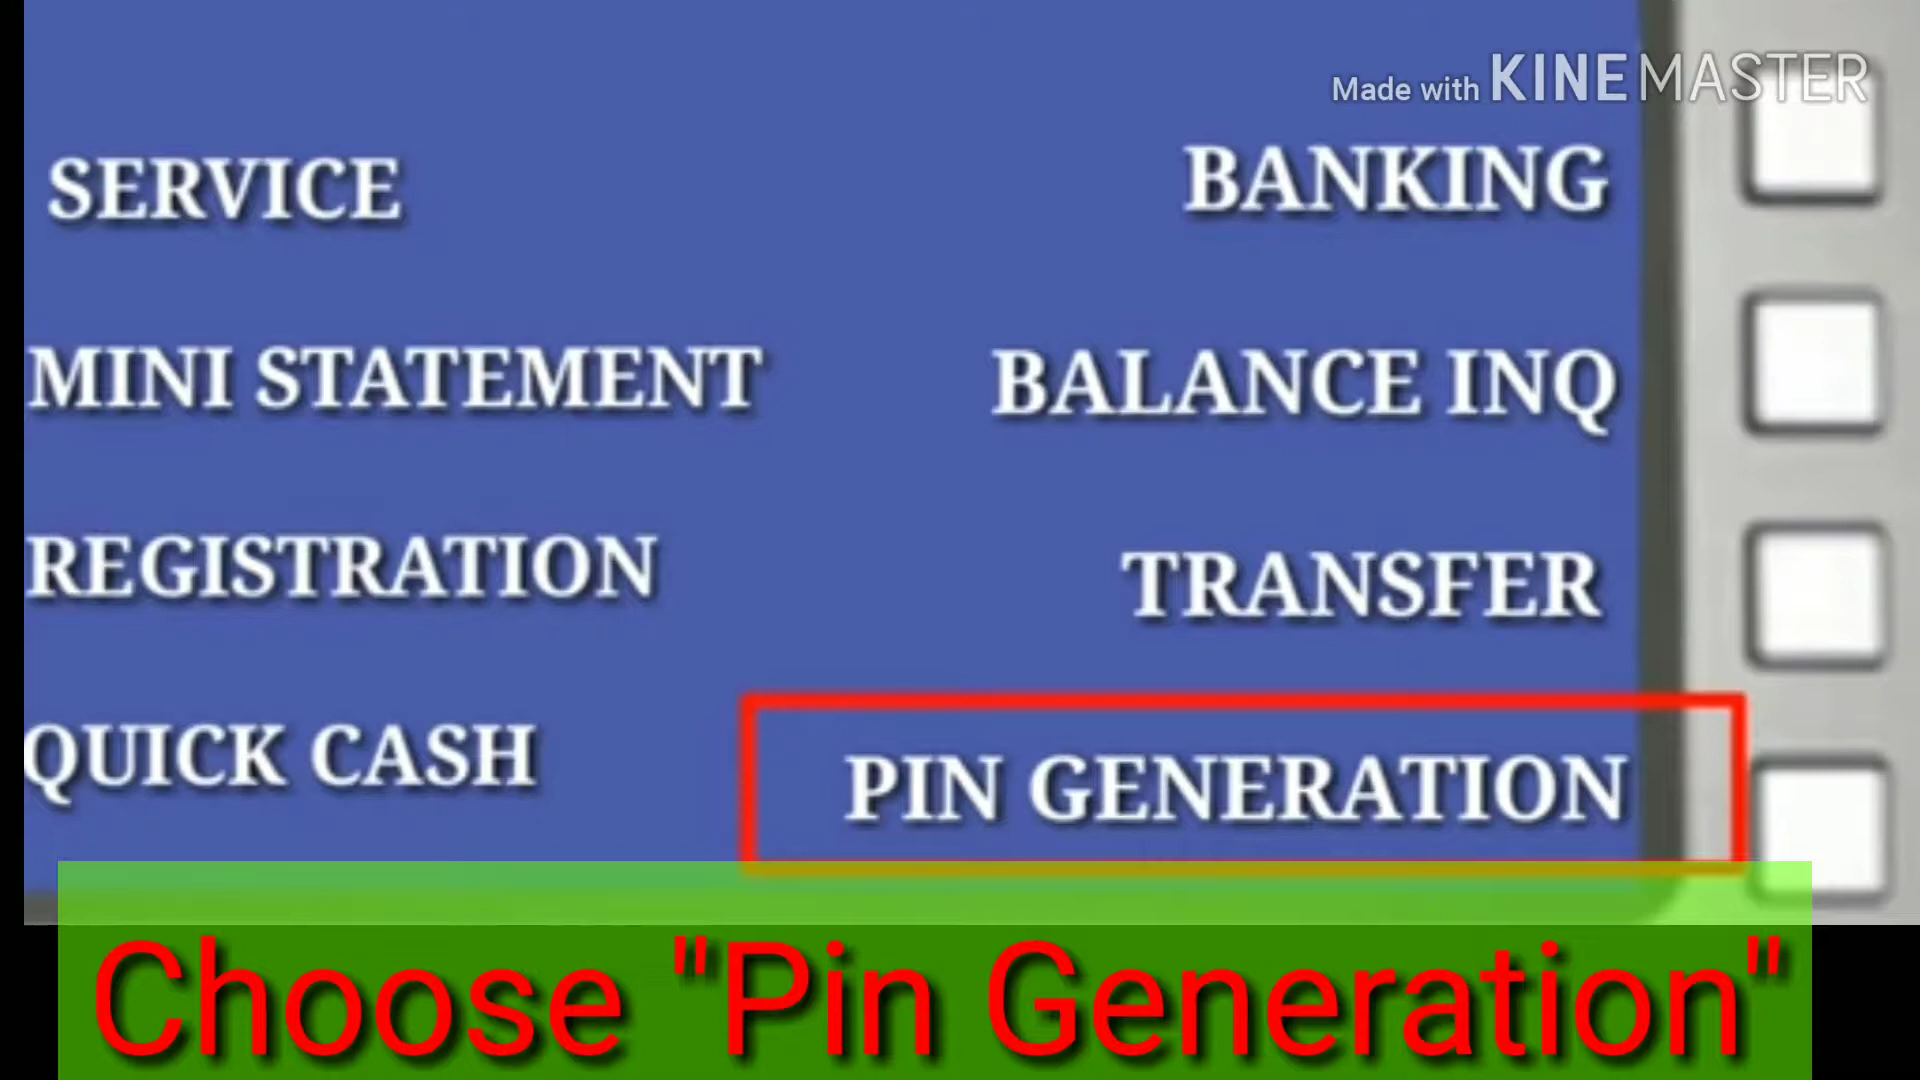 Made with KINEMASTER
SERVICE
BANKING
MINI STATEMENT
BALANCE INQ
REGISTRATION
TRANSFER
QUICK CASH
PIN GENERATION
Choose "Pin Generation"